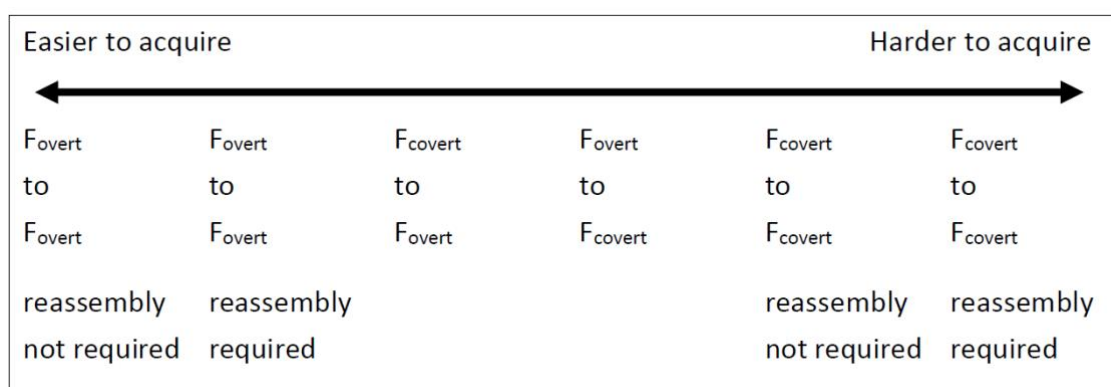 Easier to acquire Harder to acquire
Fovert Fovert Fcovert Fovert Fcovert Fcovert
to to to to to to
Fovert Fovert Fovert Fcovert Fcovert Fcovert
reassembly reassembly reassembly reassembly
not required required not required required